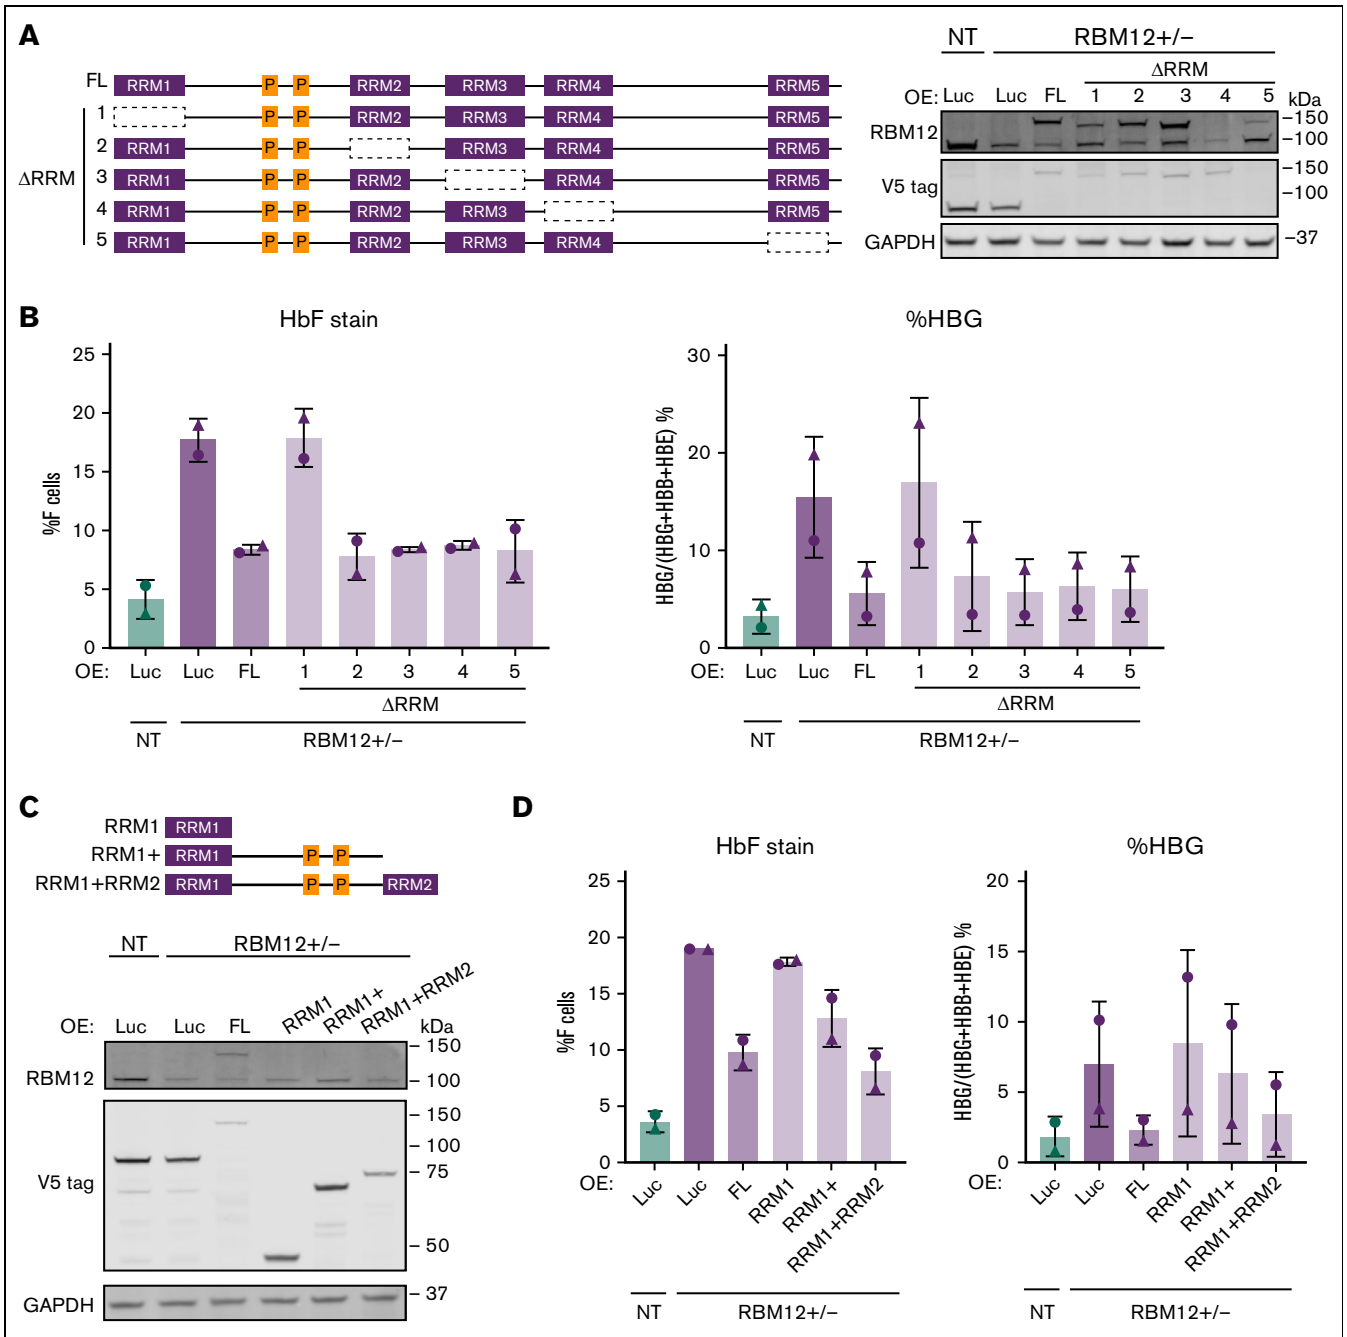 A
FL RRM1 P P RRM2 RRM3 RRM4 RRM5
1 P P RRM2 RRM3 RRM4 RRM5
2 RRM1 P P RRM3 RRM4 RRM5
ΔRRM 3 RRM1 P P RRM2 RRM4 RRM5
4 RRM1 P P RRM2 RRM3 RRM5
5 RRM1 P P RRM2 RRM3 RRM4
NT RBM12+/−
ΔRRM
OE: Luc Luc FL 1 2 3 4 5 kDa
RBM12 −150
−100
V5 tag −150
−100
GAPDH −37
B
HbF stain
%F cells
25
20
15
10
5
0
OE: Luc Luc FL 1 2 3 4 5
ΔRRM
NT RBM12+/−
%HBG
HBG/(HBG+HBB+HBE) %
30
20
10
0
OE: Luc Luc FL 1 2 3 4 5
ΔRRM
NT RBM12+/−
C
RRM1 RRM1
RRM1+ RRM1 P P
RRM1+RRM2 RRM1 P P RRM2
NT RBM12+/−
OE: Luc Luc FL RRM1 RRM1+ RRM1+RRM2 kDa
RBM12 − 150
− 100
V5 tag − 150
− 100
− 75
− 50
GAPDH − 37
D
HbF stain
%F cells
25
20
15
10
5
0
OE: Luc Luc FL RRM1 RRM1+ RRM1+RRM2
NT RBM12+/−
%HBG
HBG/(HBG+HBB+HBE) %
20
15
10
5
0
OE: Luc Luc FL RRM1 RRM1+ RRM1+RRM2
NT RBM12+/−